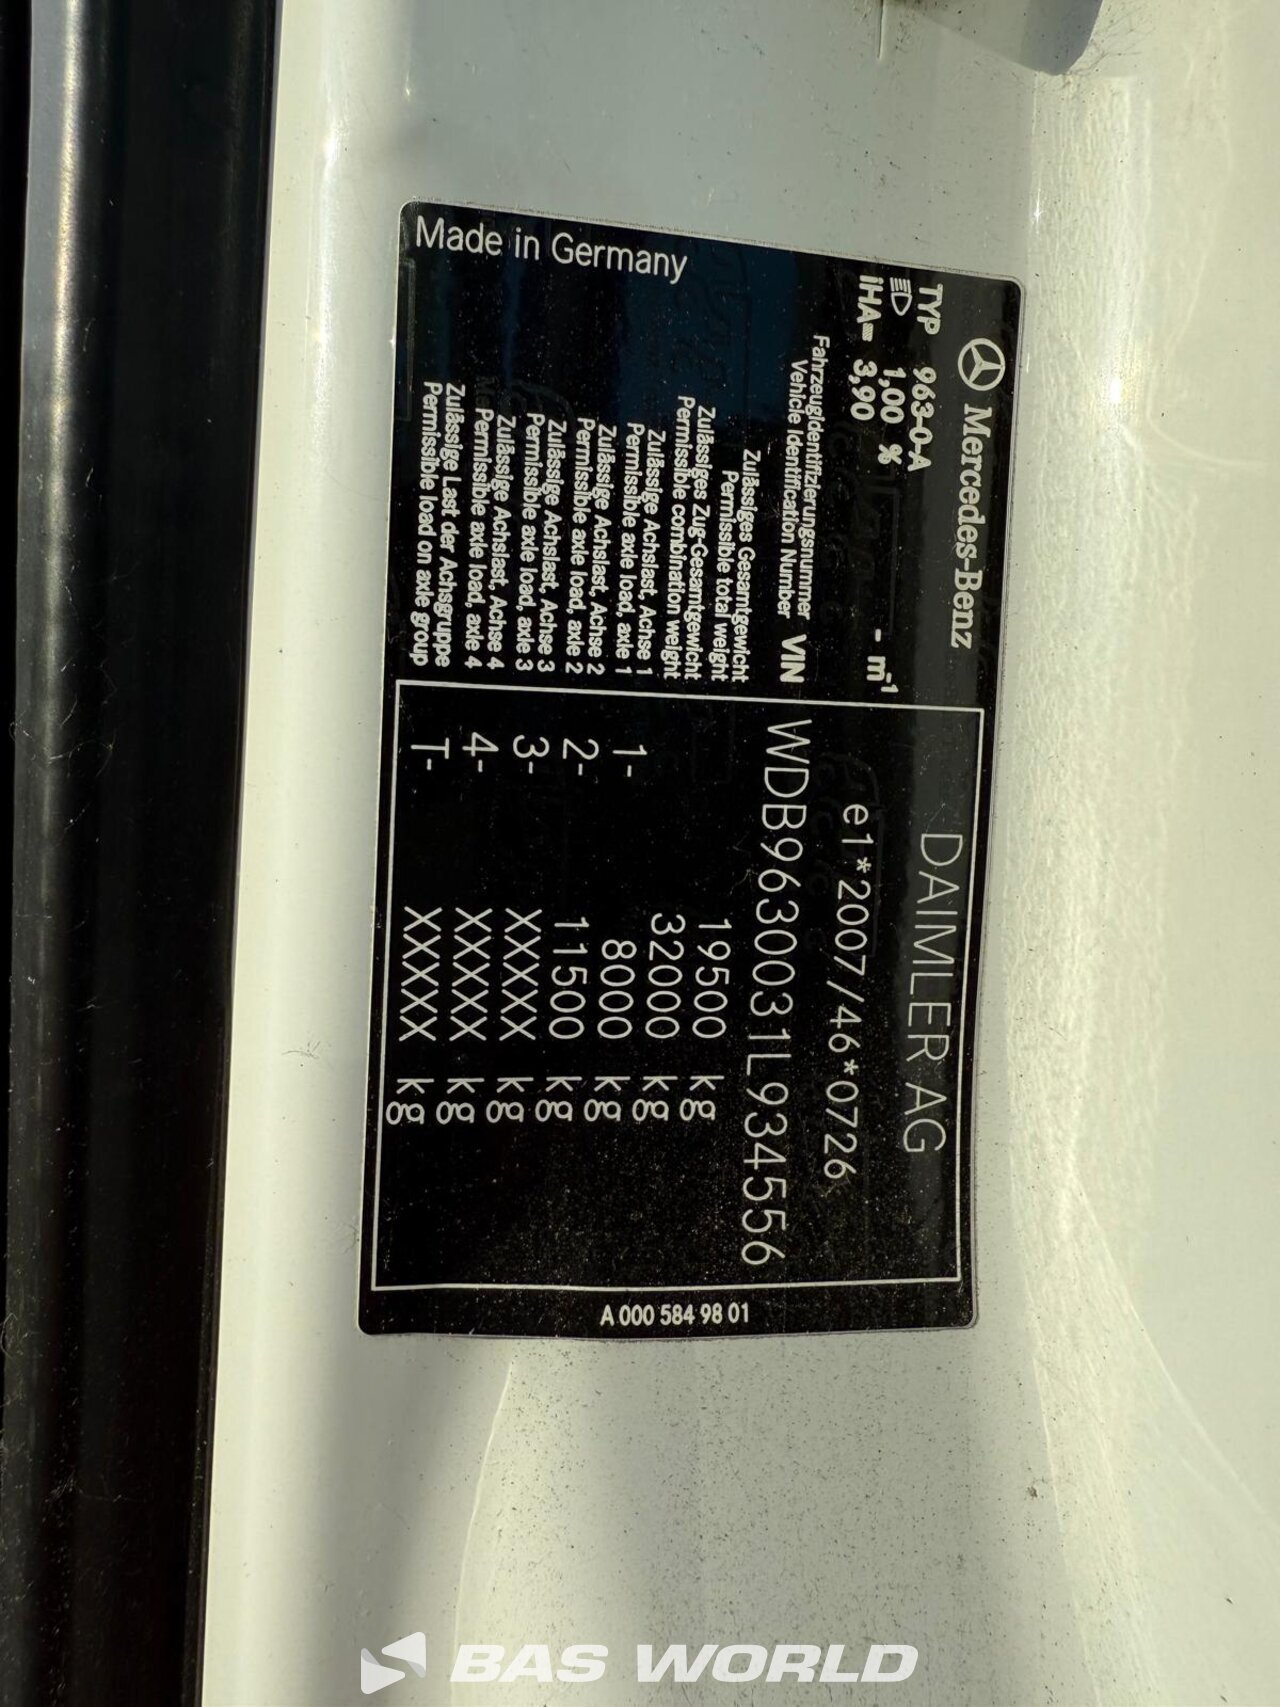 Mercedes-Benz
TYP 963-0-A
1,00 %
iHA= 3,90 - m-1
Fahrzeugidentifizierungsnummer
Vehicle Identification Number VIN
Zulässiges Gesamtgewicht
Permissible total weight
Zulässiges Zug-Gesamtgewicht
Permissible combination weight
Zulässige Achslast, Achse 1
Permissible axle load, axle 1
Zulässige Achslast, Achse 2
Permissible axle load, axle 2
Zulässige Achslast, Achse 3
Permissible axle load, axle 3
Zulässige Achslast, Achse 4
Permissible axle load, axle 4
Zulässige Last der Achsgruppe
Permissible load on axle group
Made in Germany
DAIMLER AG
e1*2007/46*0726
WDB9630031L934556
19500 kg
32000 kg
1- 8000 kg
2- 11500 kg
3- XXXXX kg
4- XXXXX kg
T- XXXXX kg
A 000 584 98 01
BAS WORLD